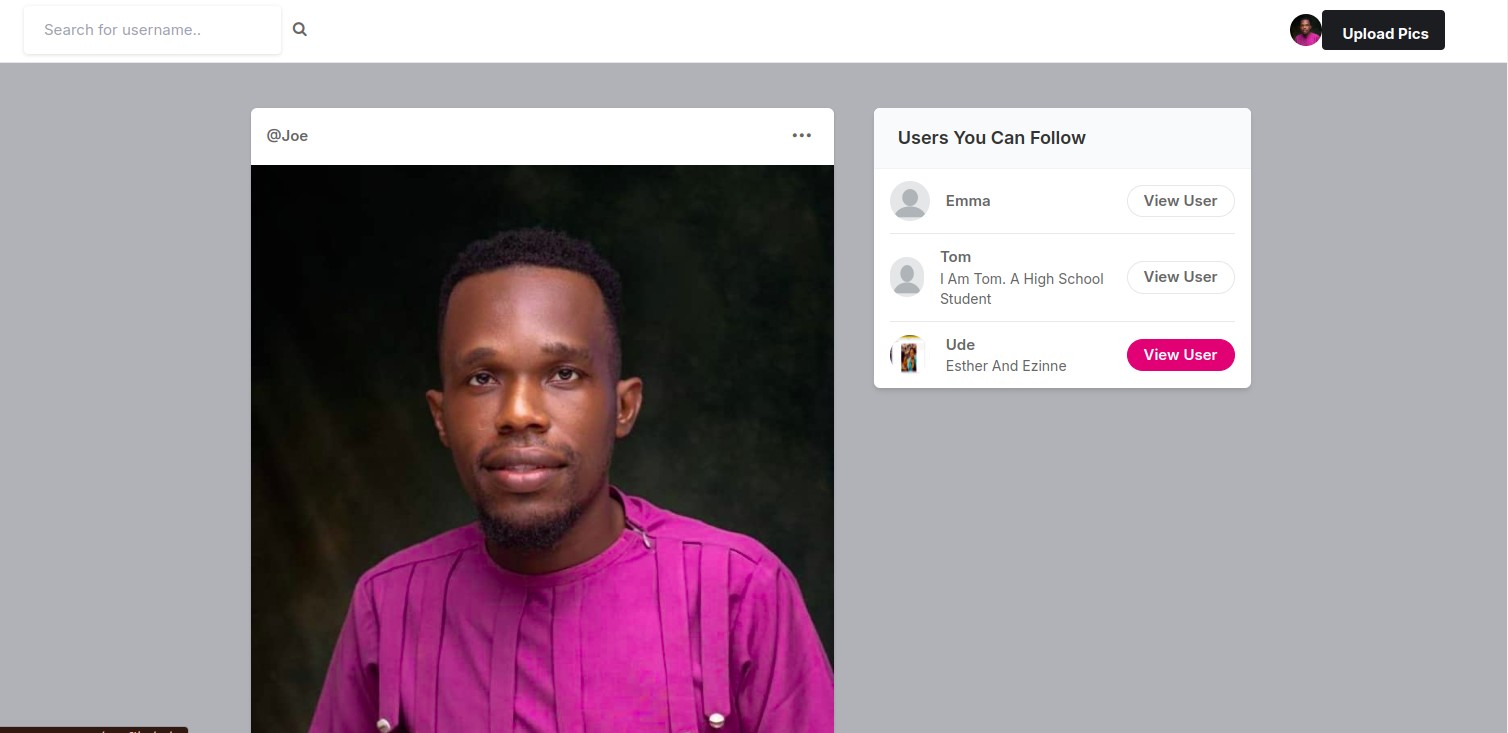 Search for username..
Upload Pics
@Joe
Users You Can Follow
Emma
View User
Tom
I Am Tom. A High School
Student
View User
Ude
Esther And Ezinne
View User